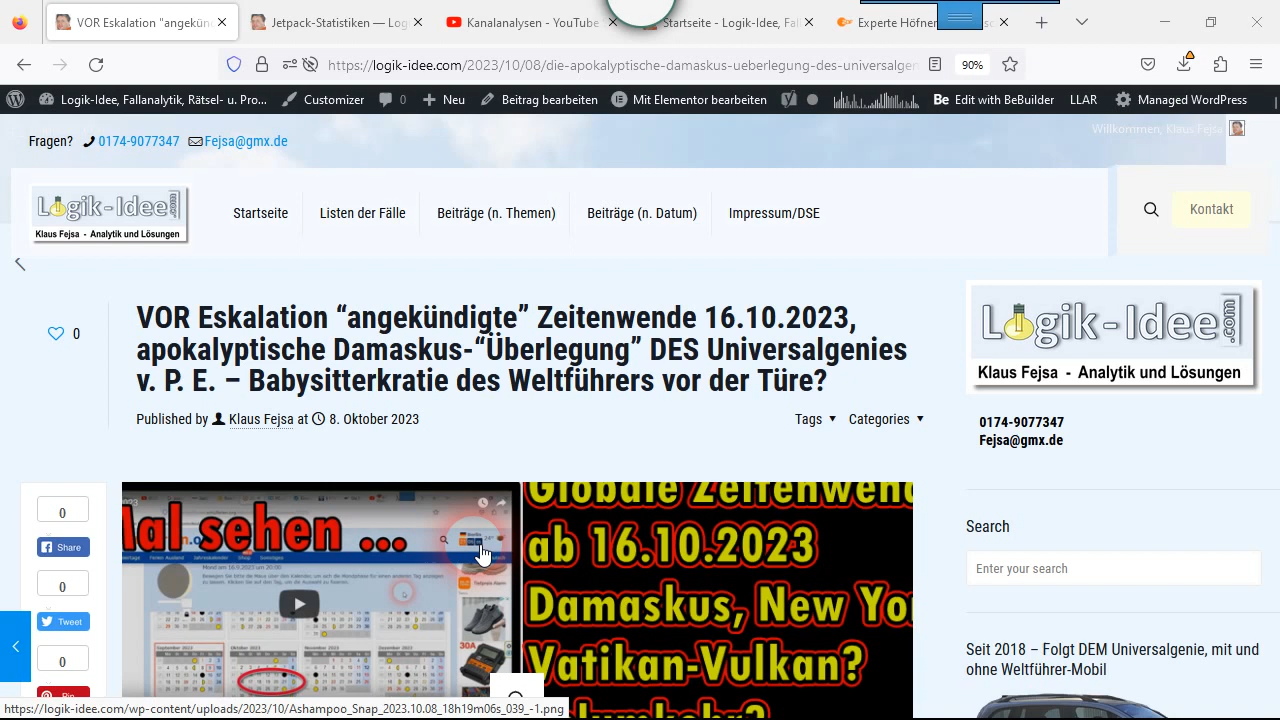 VOR Eskalation "angekün
Jetpack-Statistiken — Log
Kanalanalysen - YouTube
Startseite - Logik-Idee, Fal
Experte Höfner
https://logik-idee.com/2023/10/08/die-apokalyptische-damaskus-ueberlegung-des-universalgen
90%
Logik-Idee, Fallanalytik, Rätsel- u. Pro...
Customizer
0
Neu
Beitrag bearbeiten
Mit Elementor bearbeiten
Be Edit with BeBuilder
LLAR
Managed WordPress
Willkommen, Klaus Fejsa
Fragen? 0174-9077347 Fejsa@gmx.de
Logik-Idee.com
Klaus Fejsa - Analytik und Lösungen
Startseite
Listen der Fälle
Beiträge (n. Themen)
Beiträge (n. Datum)
Impressum/DSE
Kontakt
0
VOR Eskalation “angekündigte” Zeitenwende 16.10.2023,
apokalyptische Damaskus-“Überlegung” DES Universalgenies
v. P. E. – Babysitterkratie des Weltführers vor der Türe?
Published by Klaus Fejsa at 8. Oktober 2023
Tags
Categories
Logik-Idee.com
Klaus Fejsa - Analytik und Lösungen
0174-9077347
Fejsa@gmx.de
0
Share
0
Tweet
0
Pin
Mal sehen ...
Globale Zeitenwend
ab 16.10.2023
Damaskus, New Yo
Vatikan-Vulkan?
Search
Enter your search
Seit 2018 – Folgt DEM Universalgenie, mit und
ohne Weltführer-Mobil
https://logik-idee.com/wp-content/uploads/2023/10/Ashampoo_Snap_2023.10.08_18h19m06s_039_-1.png